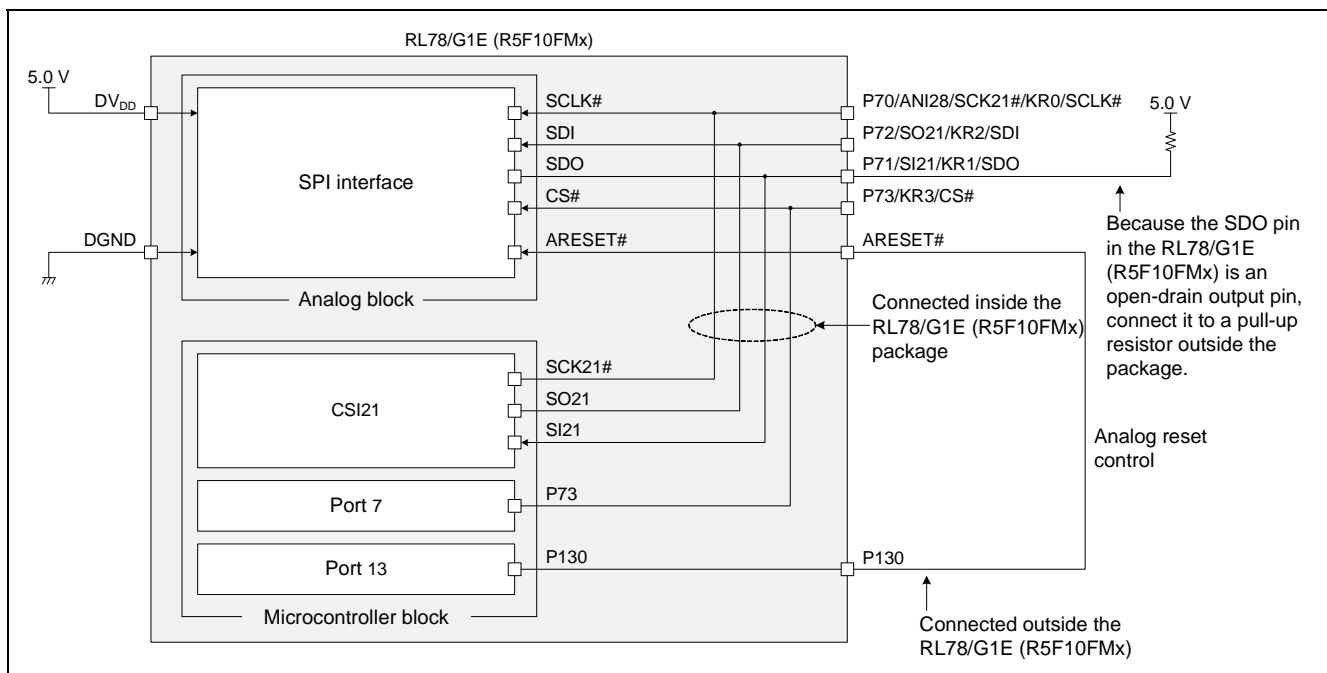 RL78/G1E (R5F10FMx)
5.0 V
DVDD
DGND
SPI interface
Analog block
SCLK#
SDI
SDO
CS#
ARESET#
P70/ANI28/SCK21#/KR0/SCLK#
P72/SO21/KR2/SDI
P71/SI21/KR1/SDO
P73/KR3/CS#
ARESET#
5.0 V
Because the SDO pin
in the RL78/G1E
(R5F10FMx) is an
open-drain output pin,
connect it to a pull-up
resistor outside the
package.
Connected inside the
RL78/G1E (R5F10FMx)
package
CSI21
SCK21#
SO21
SI21
Analog reset
control
Port 7
P73
Port 13
P130
P130
Microcontroller block
Connected outside the
RL78/G1E (R5F10FMx)